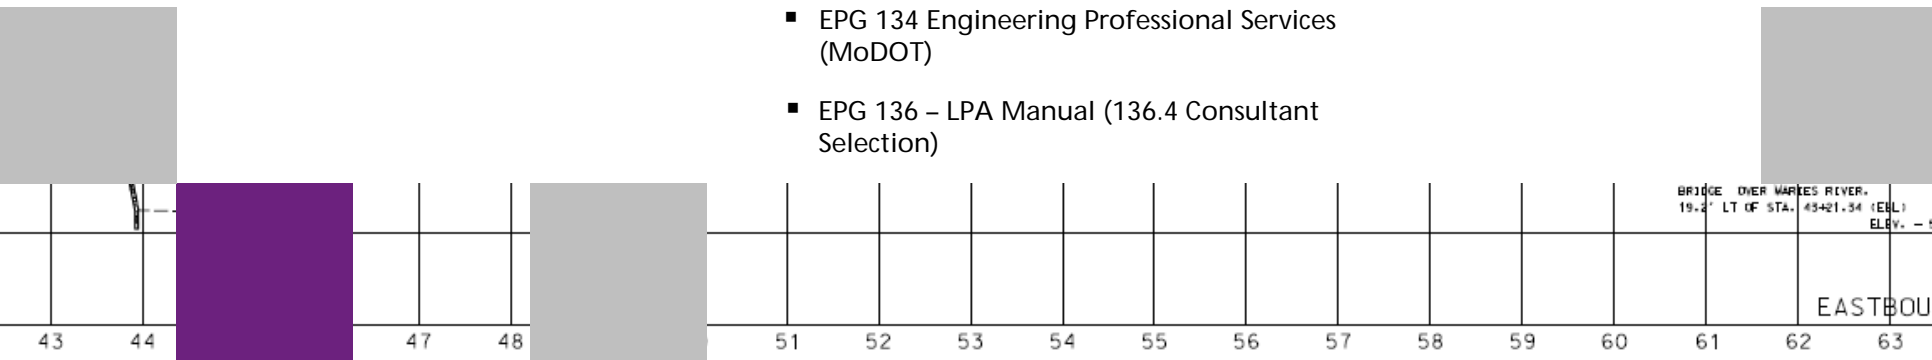 ▪ EPG 134 Engineering Professional Services
(MoDOT)
▪ EPG 136 – LPA Manual (136.4 Consultant
Selection)
BRIDGE OVER MARIES RIVER.
19.2' LT OF STA. 43+21.34 (EBL)
ELEV. –
EASTBOU
43 44 47 48 51 52 53 54 55 56 57 58 59 60 61 62 63